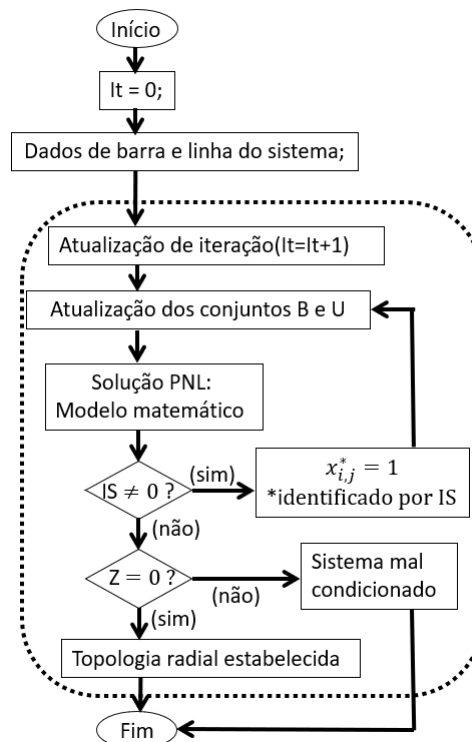 Início
It = 0;
Dados de barra e linha do sistema;
Atualização de iteração(It=It+1)
Atualização dos conjuntos B e U
Solução PNL:
Modelo matemático
IS ≠ 0 ?
(sim)
x*i,j = 1
*identificado por IS
(não)
Z = 0 ?
(não)
Sistema mal
condicionado
(sim)
Topologia radial estabelecida
Fim